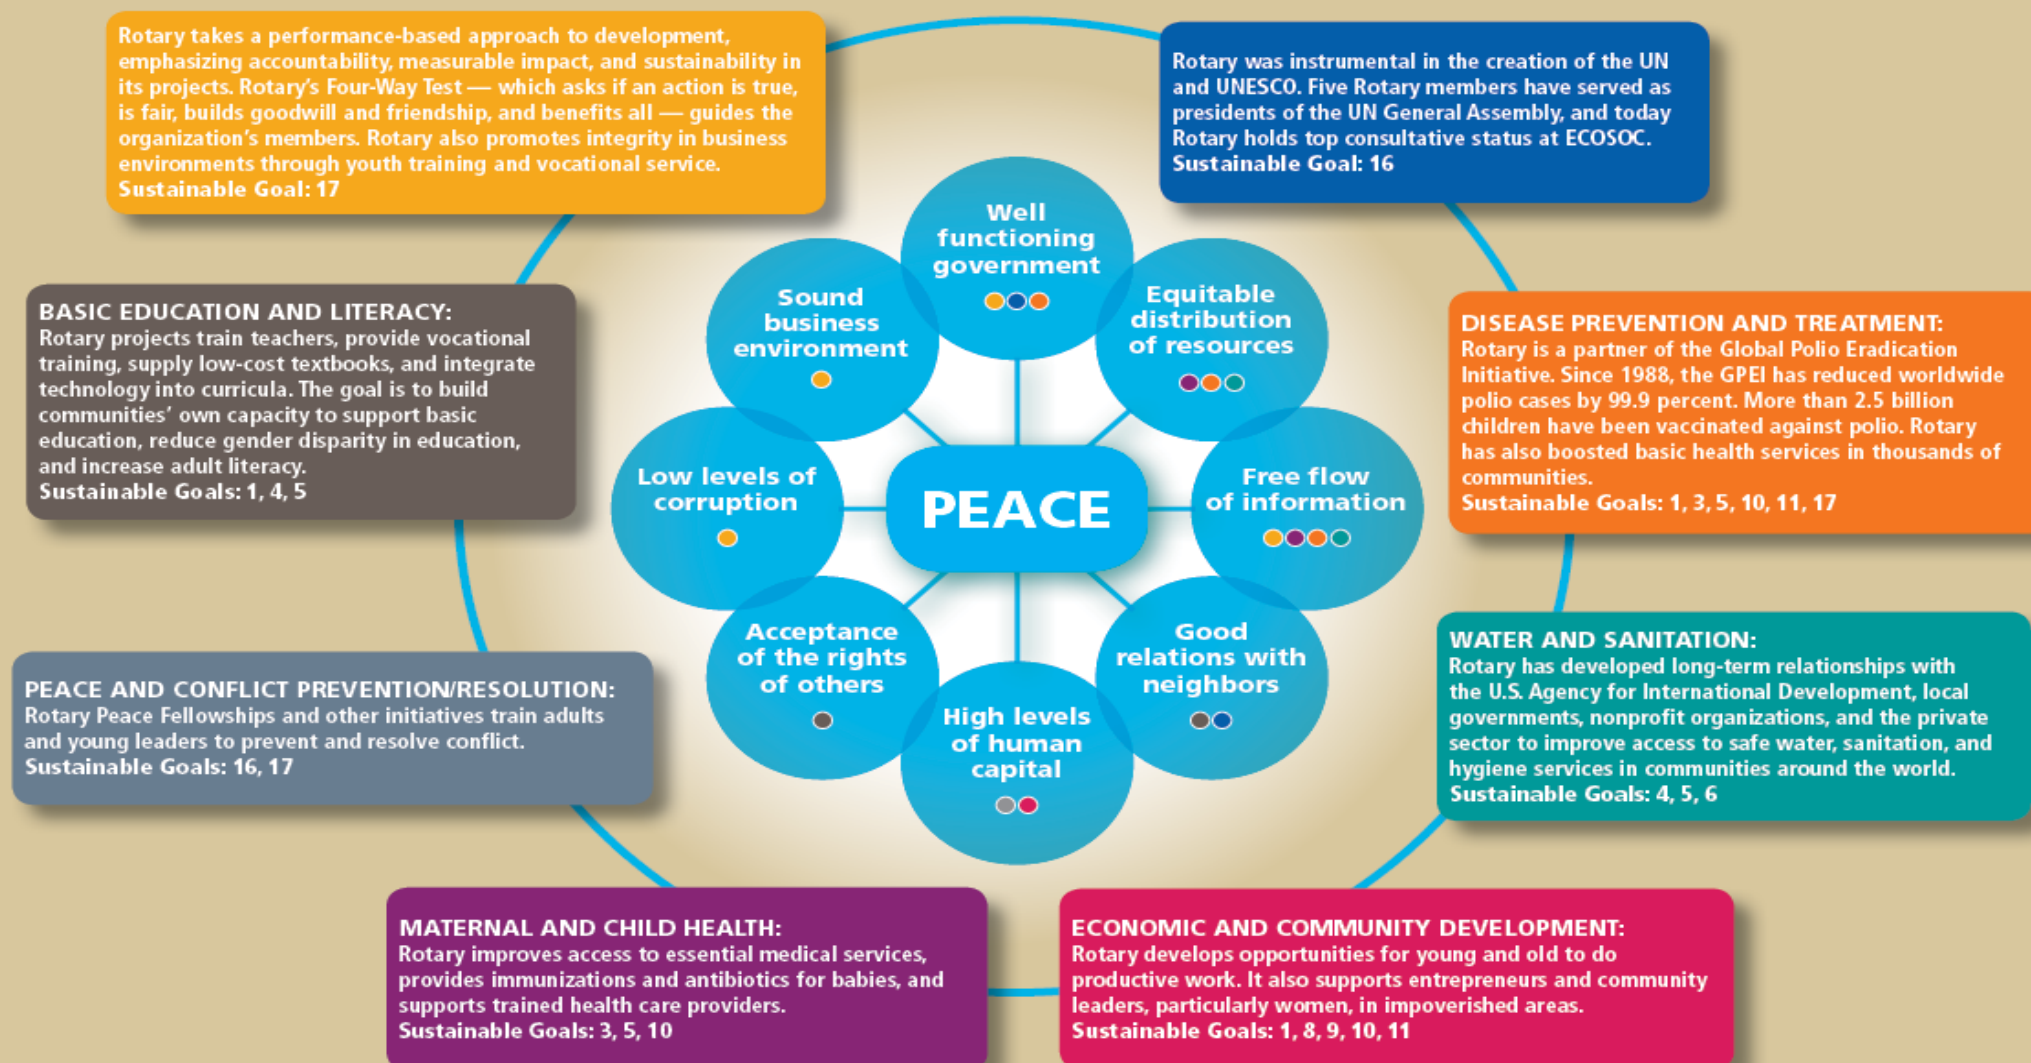 Rotary takes a performance-based approach to development,
emphasizing accountability, measurable impact, and sustainability in
its projects. Rotary's Four-Way Test — which asks if an action is true,
is fair, builds goodwill and friendship, and benefits all — guides the
organization's members. Rotary also promotes integrity in business
environments through youth training and vocational service.
Sustainable Goal: 17
Rotary was instrumental in the creation of the UN
and UNESCO. Five Rotary members have served as
presidents of the UN General Assembly, and today
Rotary holds top consultative status at ECOSOC.
Sustainable Goal: 16
BASIC EDUCATION AND LITERACY:
Rotary projects train teachers, provide vocational
training, supply low-cost textbooks, and integrate
technology into curricula. The goal is to build
communities' own capacity to support basic
education, reduce gender disparity in education,
and increase adult literacy.
Sustainable Goals: 1, 4, 5
Well
functioning
government
Sound
business
environment
Equitable
distribution
of resources
Low levels of
corruption
PEACE
Free flow
of information
Acceptance
of the rights
of others
High levels
of human
capital
Good
relations with
neighbors
DISEASE PREVENTION AND TREATMENT:
Rotary is a partner of the Global Polio Eradication
Initiative. Since 1988, the GPEI has reduced worldwide
polio cases by 99.9 percent. More than 2.5 billion
children have been vaccinated against polio. Rotary
has also boosted basic health services in thousands of
communities.
Sustainable Goals: 1, 3, 5, 10, 11, 17
PEACE AND CONFLICT PREVENTION/RESOLUTION:
Rotary Peace Fellowships and other initiatives train adults
and young leaders to prevent and resolve conflict.
Sustainable Goals: 16, 17
WATER AND SANITATION:
Rotary has developed long-term relationships with
the U.S. Agency for International Development, local
governments, nonprofit organizations, and the private
sector to improve access to safe water, sanitation, and
hygiene services in communities around the world.
Sustainable Goals: 4, 5, 6
MATERNAL AND CHILD HEALTH:
Rotary improves access to essential medical services,
provides immunizations and antibiotics for babies, and
supports trained health care providers.
Sustainable Goals: 3, 5, 10
ECONOMIC AND COMMUNITY DEVELOPMENT:
Rotary develops opportunities for young and old to do
productive work. It also supports entrepreneurs and community
leaders, particularly women, in impoverished areas.
Sustainable Goals: 1, 8, 9, 10, 11